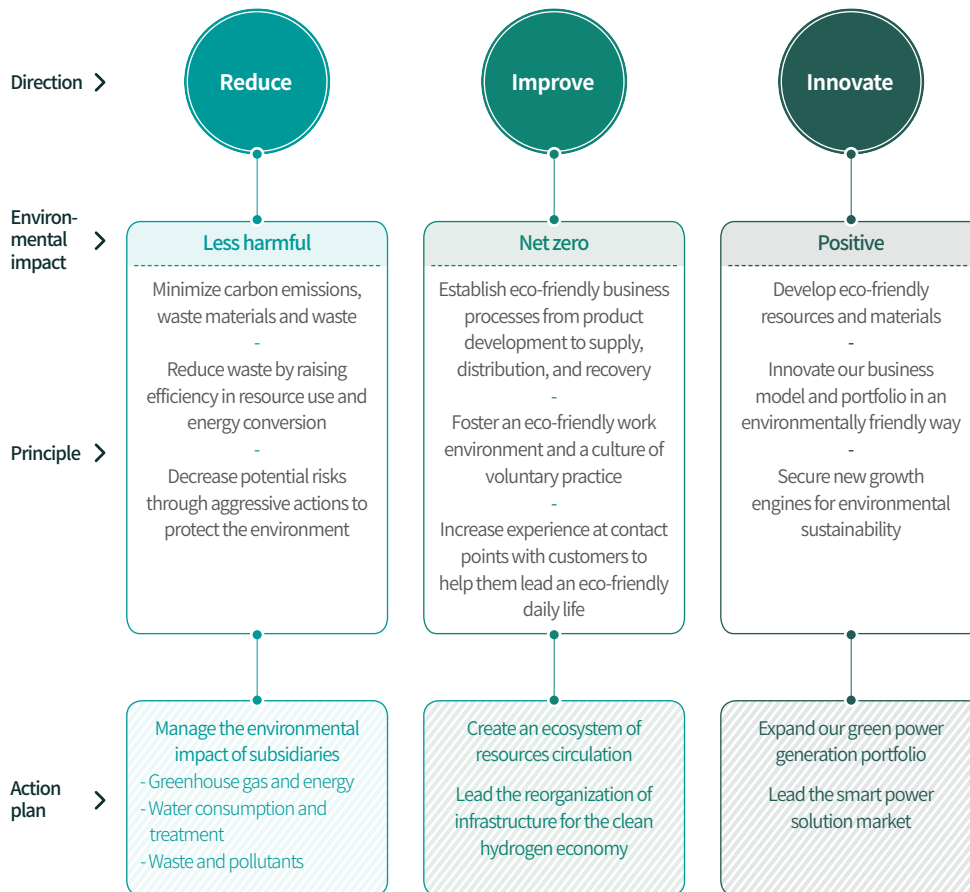 Direction
Reduce
Improve
Innovate
Environ-
mental
impact
Less harmful
Net zero
Positive
Principle
Minimize carbon emissions,
waste materials and waste
-
Reduce waste by raising
efficiency in resource use and
energy conversion
-
Decrease potential risks
through aggressive actions to
protect the environment
Establish eco-friendly business
processes from product
development to supply,
distribution, and recovery
-
Foster an eco-friendly work
environment and a culture of
voluntary practice
-
Increase experience at contact
points with customers to
help them lead an eco-friendly
daily life
Develop eco-friendly
resources and materials
-
Innovate our business
model and portfolio in an
environmentally friendly way
-
Secure new growth
engines for environmental
sustainability
Action
plan
Manage the environmental
impact of subsidiaries
- Greenhouse gas and energy
- Water consumption and
treatment
- Waste and pollutants
Create an ecosystem of
resources circulation
Lead the reorganization of
infrastructure for the clean
hydrogen economy
Expand our green power
generation portfolio
Lead the smart power
solution market